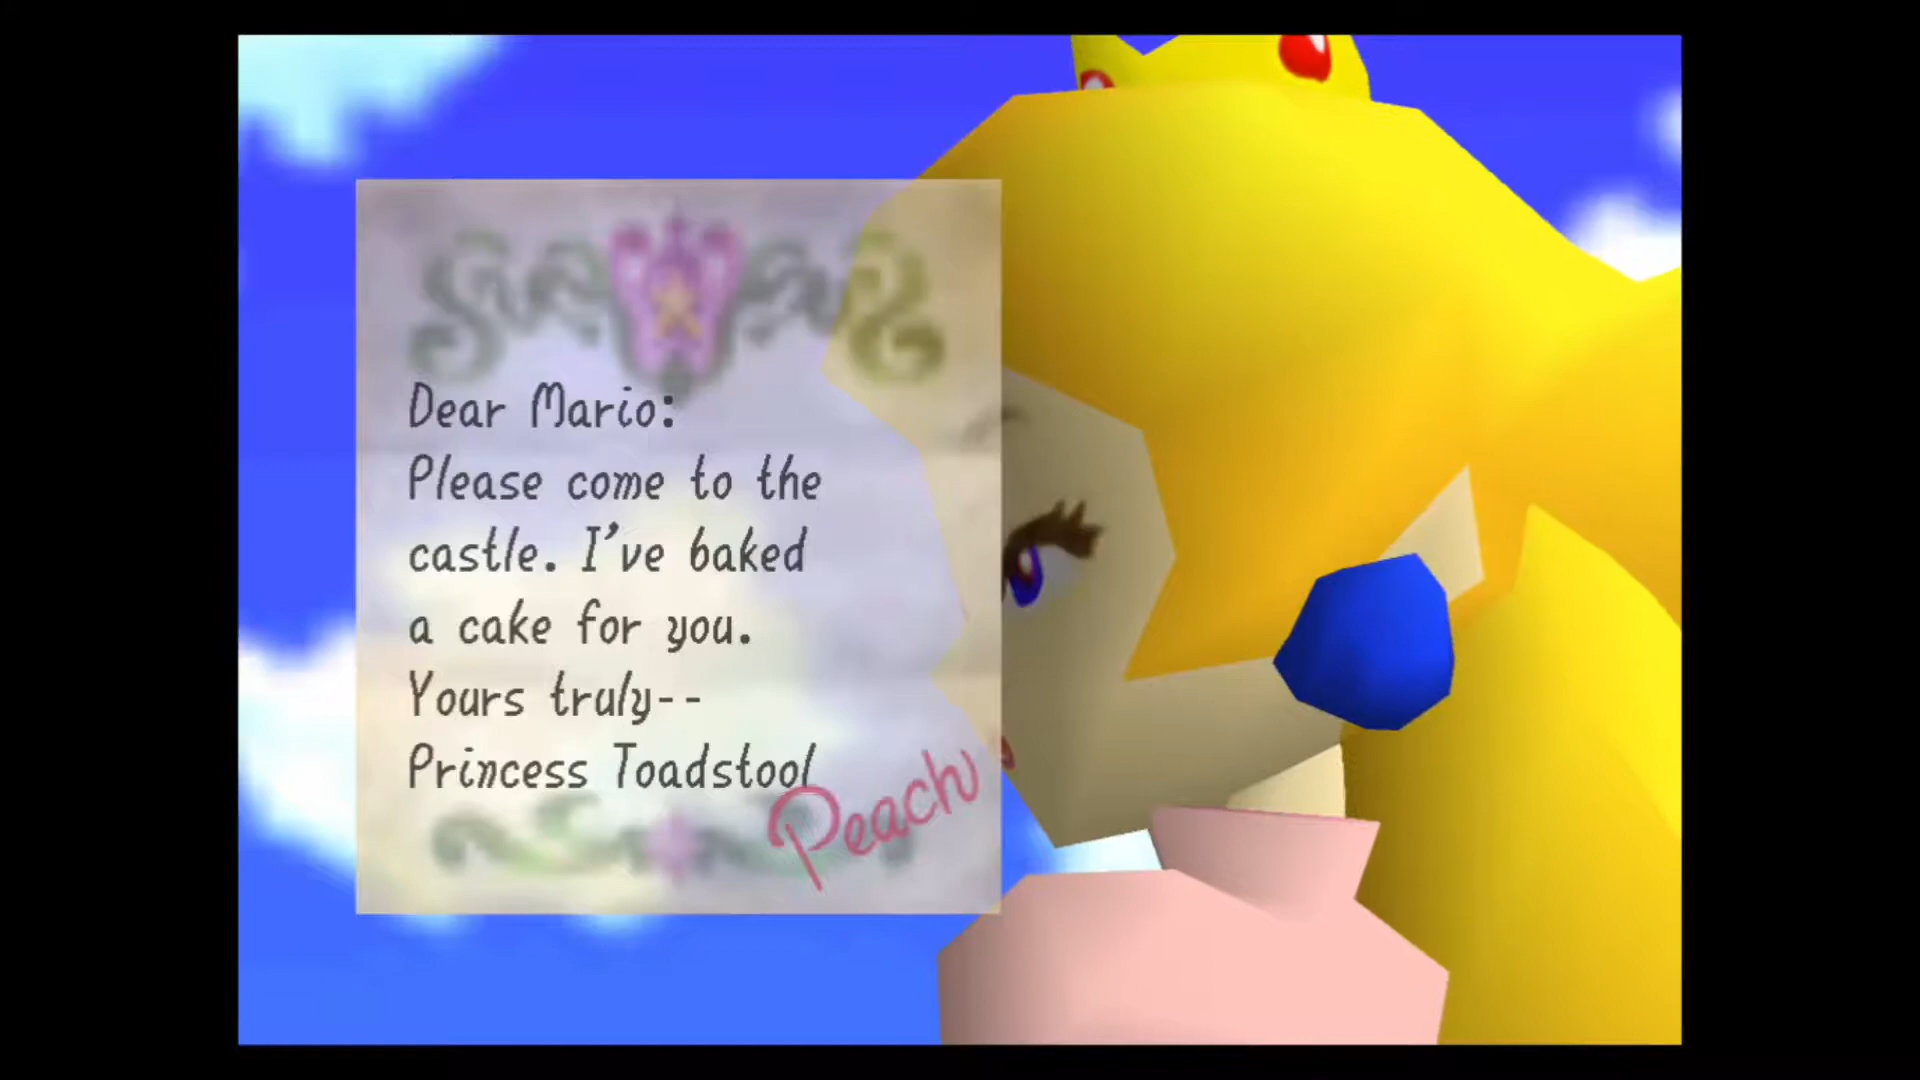 Dear Mario:
Please come to the
castle. I've baked
a cake for you.
Yours truly--
Princess Toadstool
Peach